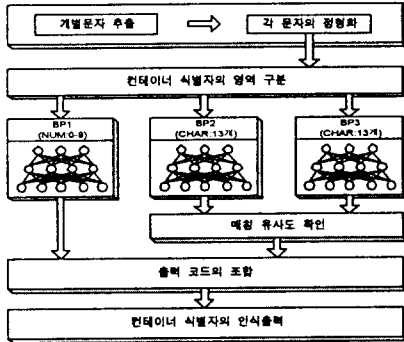 개별문자 추출
각 문자의 정형화
컨테이너 식별자의 영역 구분
BP1
(NUM:0-9)
BP2
(CHAR:13개)
BP3
(CHAR:13개)
매칭 유사도 확인
출력 코드의 조합
컨테이너 식별자의 인식출력